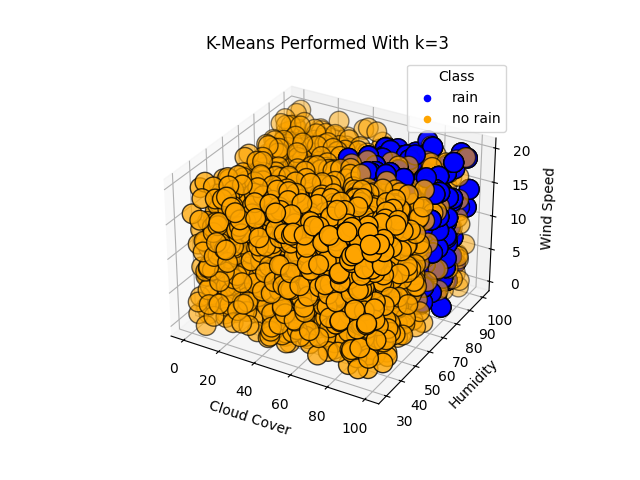 K-Means Performed With k=3
Class
rain
no rain
20
15
10
5
0
Wind Speed
100
90
80
70
60
50
40
30
Humidity
0
20
40
60
80
100
Cloud Cover